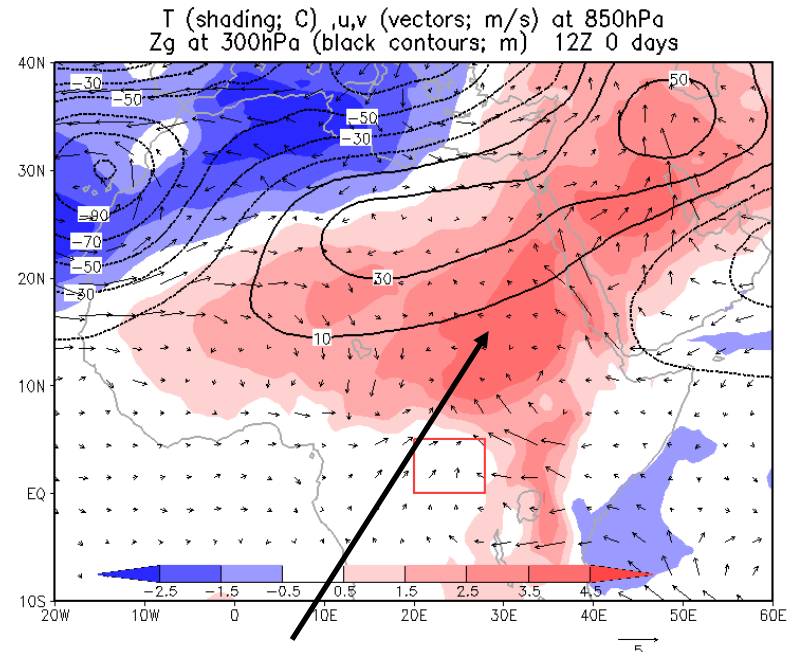 T (shading; C) ,u,v (vectors; m/s) at 850hPa
Zg at 300hPa (black contours; m) 12Z 0 days
40N
30N
20N
10N
EQ
10S
-30
-50
-50
-30
50
-90
-70
-50
-30
30
10
-2.5 -1.5 -0.5 0.5 1.5 2.5 3.5 4.5
20W 10W 0 10E 20E 30E 40E 50E 60E
5